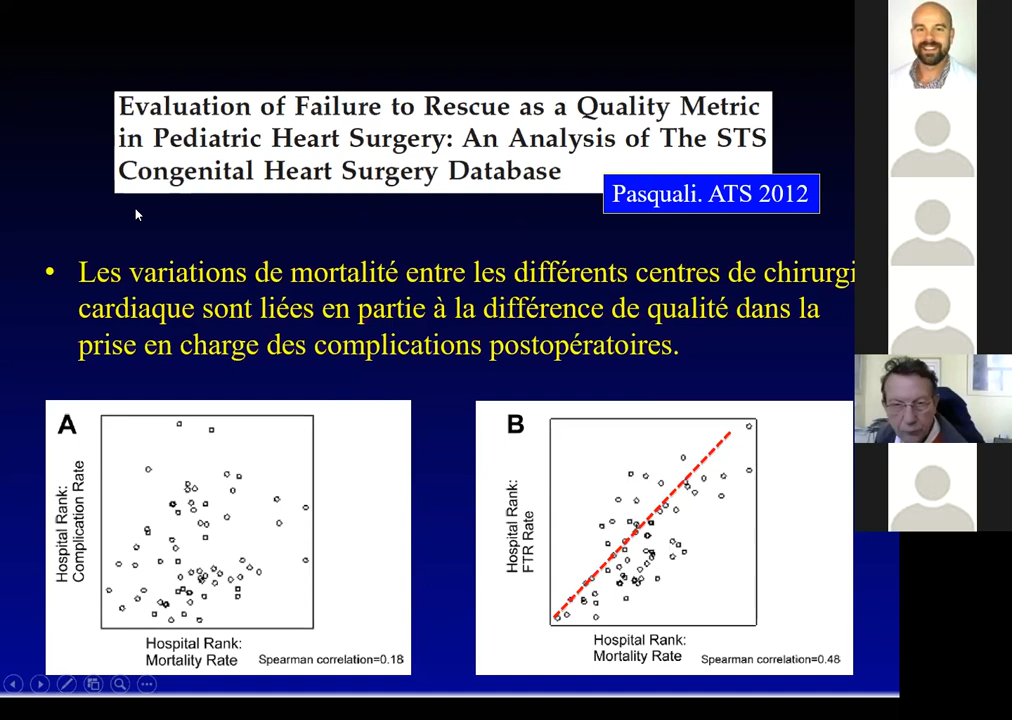 Evaluation of Failure to Rescue as a Quality Metric
in Pediatric Heart Surgery: An Analysis of The STS
Congenital Heart Surgery Database
Pasquali. ATS 2012
• Les variations de mortalité entre les différents centres de chirurgi
cardiaque sont liées en partie à la différence de qualité dans la
prise en charge des complications postopératoires.
A
Hospital Rank:
Complication Rate
Hospital Rank:
Mortality Rate
Spearman correlation=0.18
B
Hospital Rank:
FTR Rate
Hospital Rank:
Mortality Rate
Spearman correlation=0.48